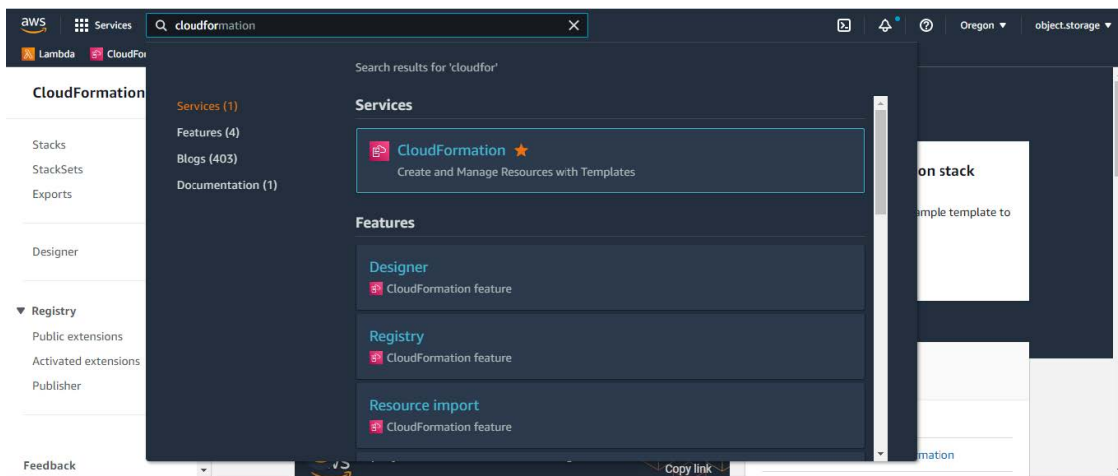 aws Services cloudformation Oregon object.storage
Lambda CloudFor
CloudFormation
Stacks
StackSets
Exports
Designer
Registry
Public extensions
Activated extensions
Publisher
Feedback
Search results for 'cloudfor'
Services (1)
Features (4)
Blogs (403)
Documentation (1)
Services
CloudFormation
Create and Manage Resources with Templates
Features
Designer
CloudFormation feature
Registry
CloudFormation feature
Resource import
CloudFormation feature
on stack
ample template to
mation
Copy link